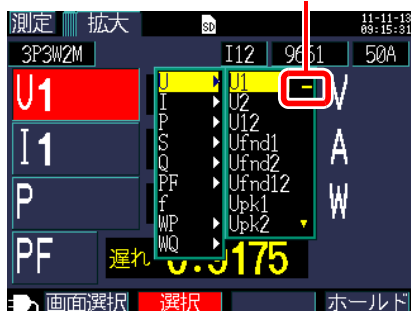 測定 拡大 SD 11-11-13
09:15:31
3P3W2M I12 9661 50A
U1 V
I1 A
P W
PF 遅れ 0.9175
U
I
P
S
Q
PF
f
WP
WQ
U1 -
U2
U12
Ufnd1
Ufnd2
Ufnd12
Upk1
Upk2
画面選択 選択 ホールド